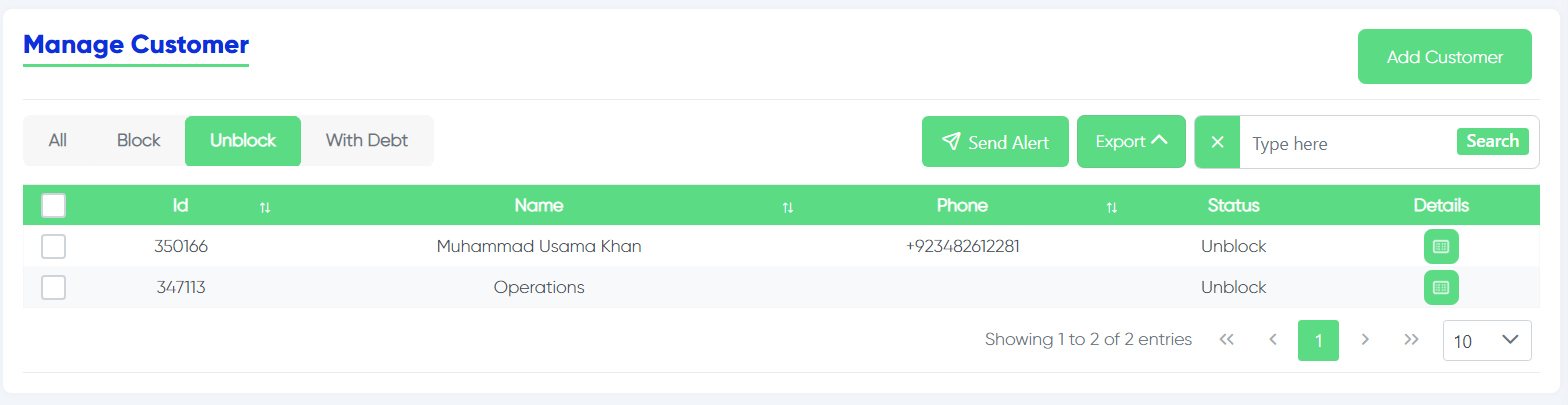 Manage Customer
Add Customer
All Block Unblock With Debt
Send Alert Export Type here Search
Id Name Phone Status Details
350166 Muhammad Usama Khan +923482612281 Unblock
347113 Operations Unblock
Showing 1 to 2 of 2 entries 1 10